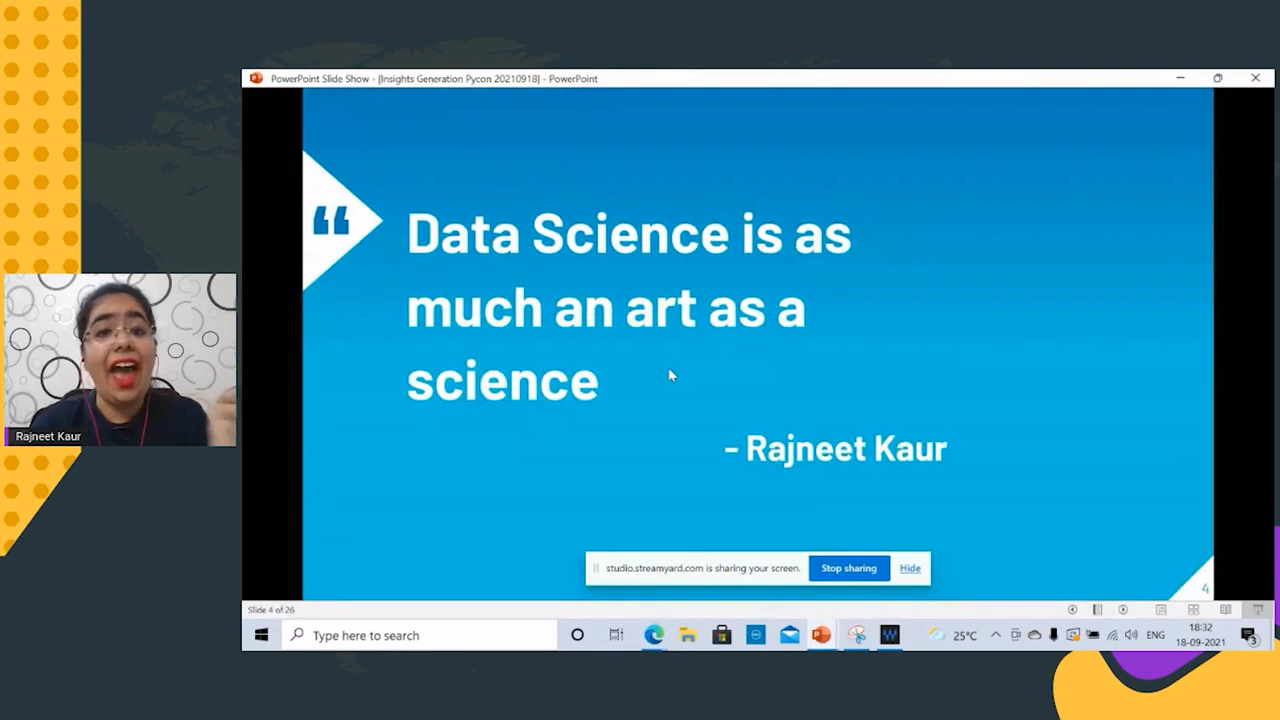 PowerPoint Slide Show - [Insights Generation Pycon 20210918] - PowerPoint
“
Data Science is as
much an art as a
science
- Rajneet Kaur
Rajneet Kaur
studio.streamyard.com is sharing your screen.
Stop sharing
Hide
4
Slide 4 of 26
Type here to search
25°C
ENG
18:32
18-09-2021
3